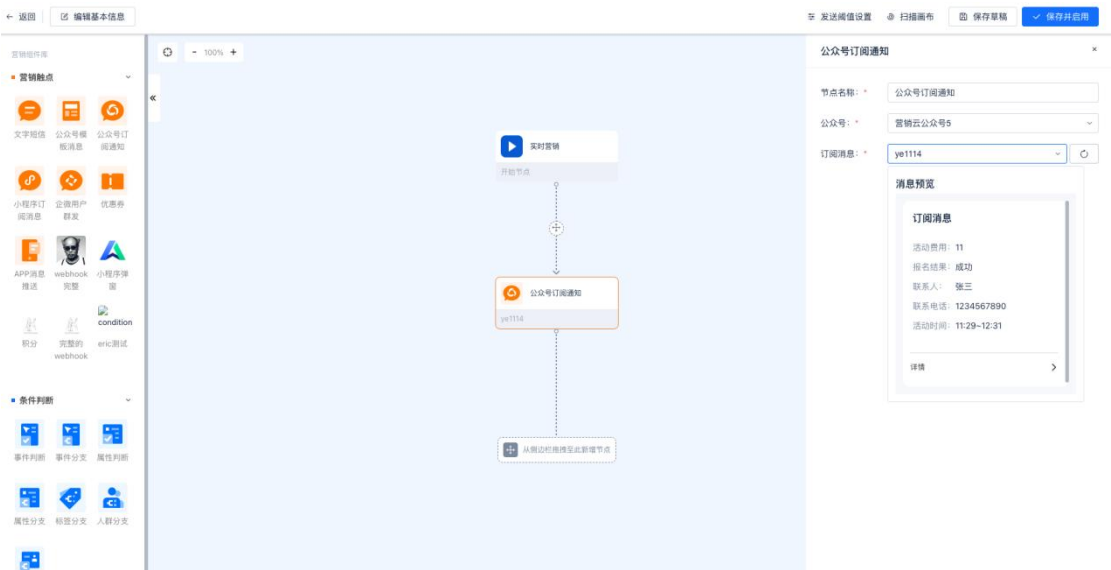 返回 编辑基本信息 发送阈值设置 扫描画布 保存草稿 保存并启用
营销组件库
营销触点
文字短信 公众号模板消息 公众号订阅通知
小程序订阅消息 企微用户群发 优惠券
APP消息推送 webhook完整 小程序弹窗
condition
积分 完整的webhook eric测试
条件判断
事件判断 事件分支 属性判断
属性分支 标签分支 人群分支
- 100% +
实时营销
开始节点
公众号订阅通知
ye1114
从侧边栏拖拽至此新增节点
公众号订阅通知 ×
节点名称: * 公众号订阅通知
公众号: * 营销云公众号5
订阅消息: * ye1114
消息预览
订阅消息
活动费用: 11
报名结果: 成功
联系人: 张三
联系电话: 1234567890
活动时间: 11:29~12:31
详情